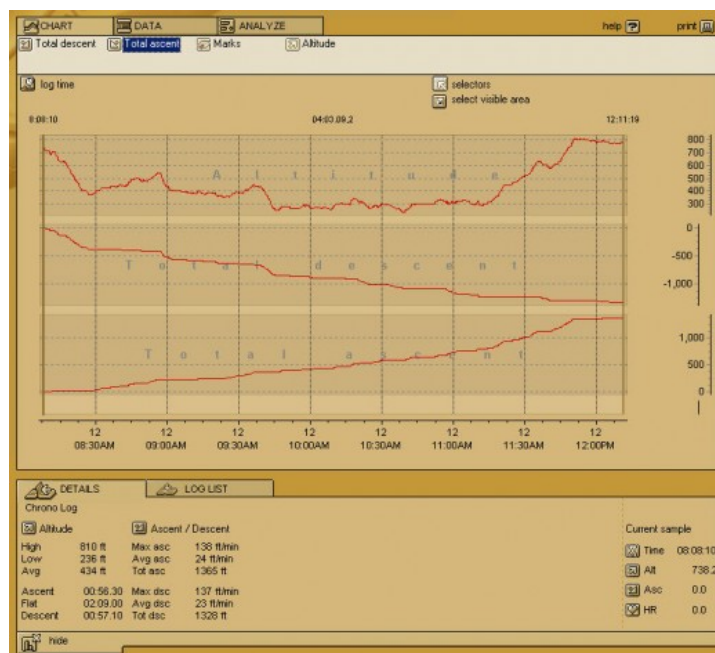 CHART DATA ANALYZE help print
Total descent Total ascent Marks Altitude
log time selectors
select visible area
8:08:10 04:03.09,2 12:11:19
800
700
600
500
400
300
Altitude
0
-500
-1,000
Total descent
1,000
500
0
Total ascent
12 12 12 12 12 12 12 12
08:30AM 09:00AM 09:30AM 10:00AM 10:30AM 11:00AM 11:30AM 12:00PM
DETAILS LOG LIST
Chrono Log
Altitude Ascent / Descent Current sample
High 810 ft Max asc 138 ft/min Time 08:08:10
Low 236 ft Avg asc 24 ft/min Alt 738.2
Avg 434 ft Tot asc 1365 ft Asc 0.0
Ascent 00:56.30 Max dsc 137 ft/min HR 0.0
Flat 02:09.00 Avg dsc 23 ft/min
Descent 00:57.10 Tot dsc 1328 ft
hide